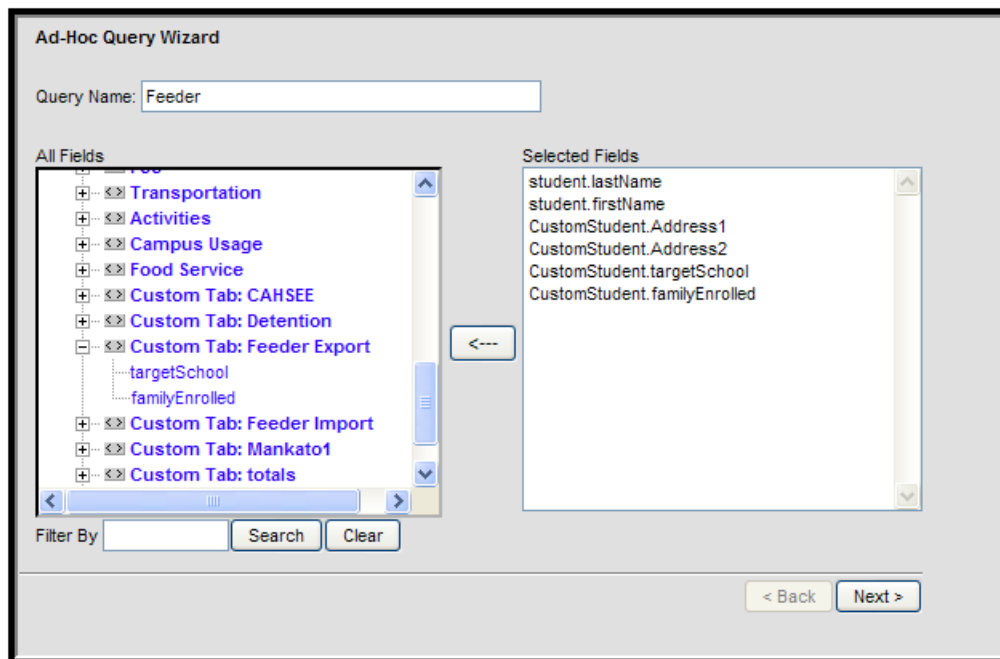 Ad-Hoc Query Wizard
Query Name: Feeder
All Fields
Transportation
Activities
Campus Usage
Food Service
Custom Tab: CAHSEE
Custom Tab: Detention
Custom Tab: Feeder Export
targetSchool
familyEnrolled
Custom Tab: Feeder Import
Custom Tab: Mankato1
Custom Tab: totals
Filter By Search Clear
<---
Selected Fields
student.lastName
student.firstName
CustomStudent.Address1
CustomStudent.Address2
CustomStudent.targetSchool
CustomStudent.familyEnrolled
< Back Next >